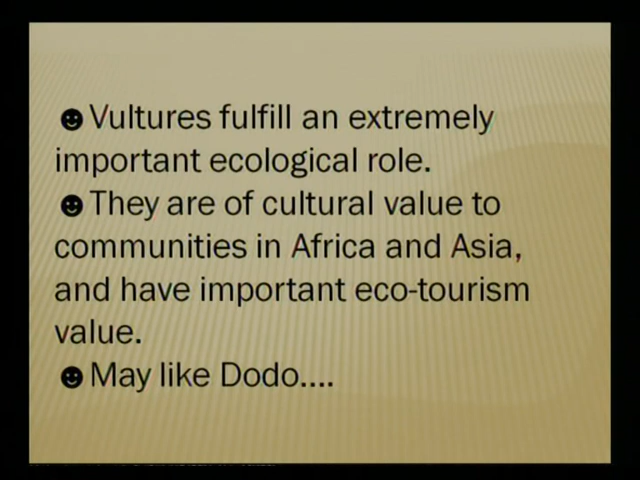 ☻Vultures fulfill an extremely
important ecological role.
☻They are of cultural value to
communities in Africa and Asia,
and have important eco-tourism
value.
☻May like Dodo....